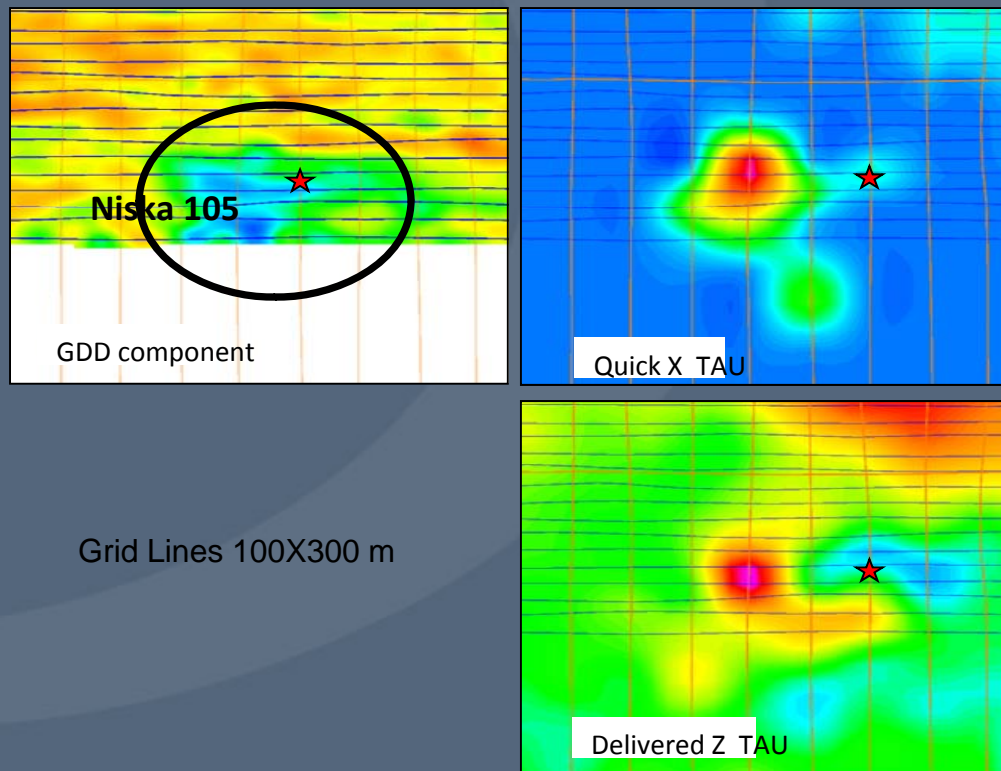 Niska 105
GDD component
Quick X TAU
Grid Lines 100X300 m
Delivered Z TAU